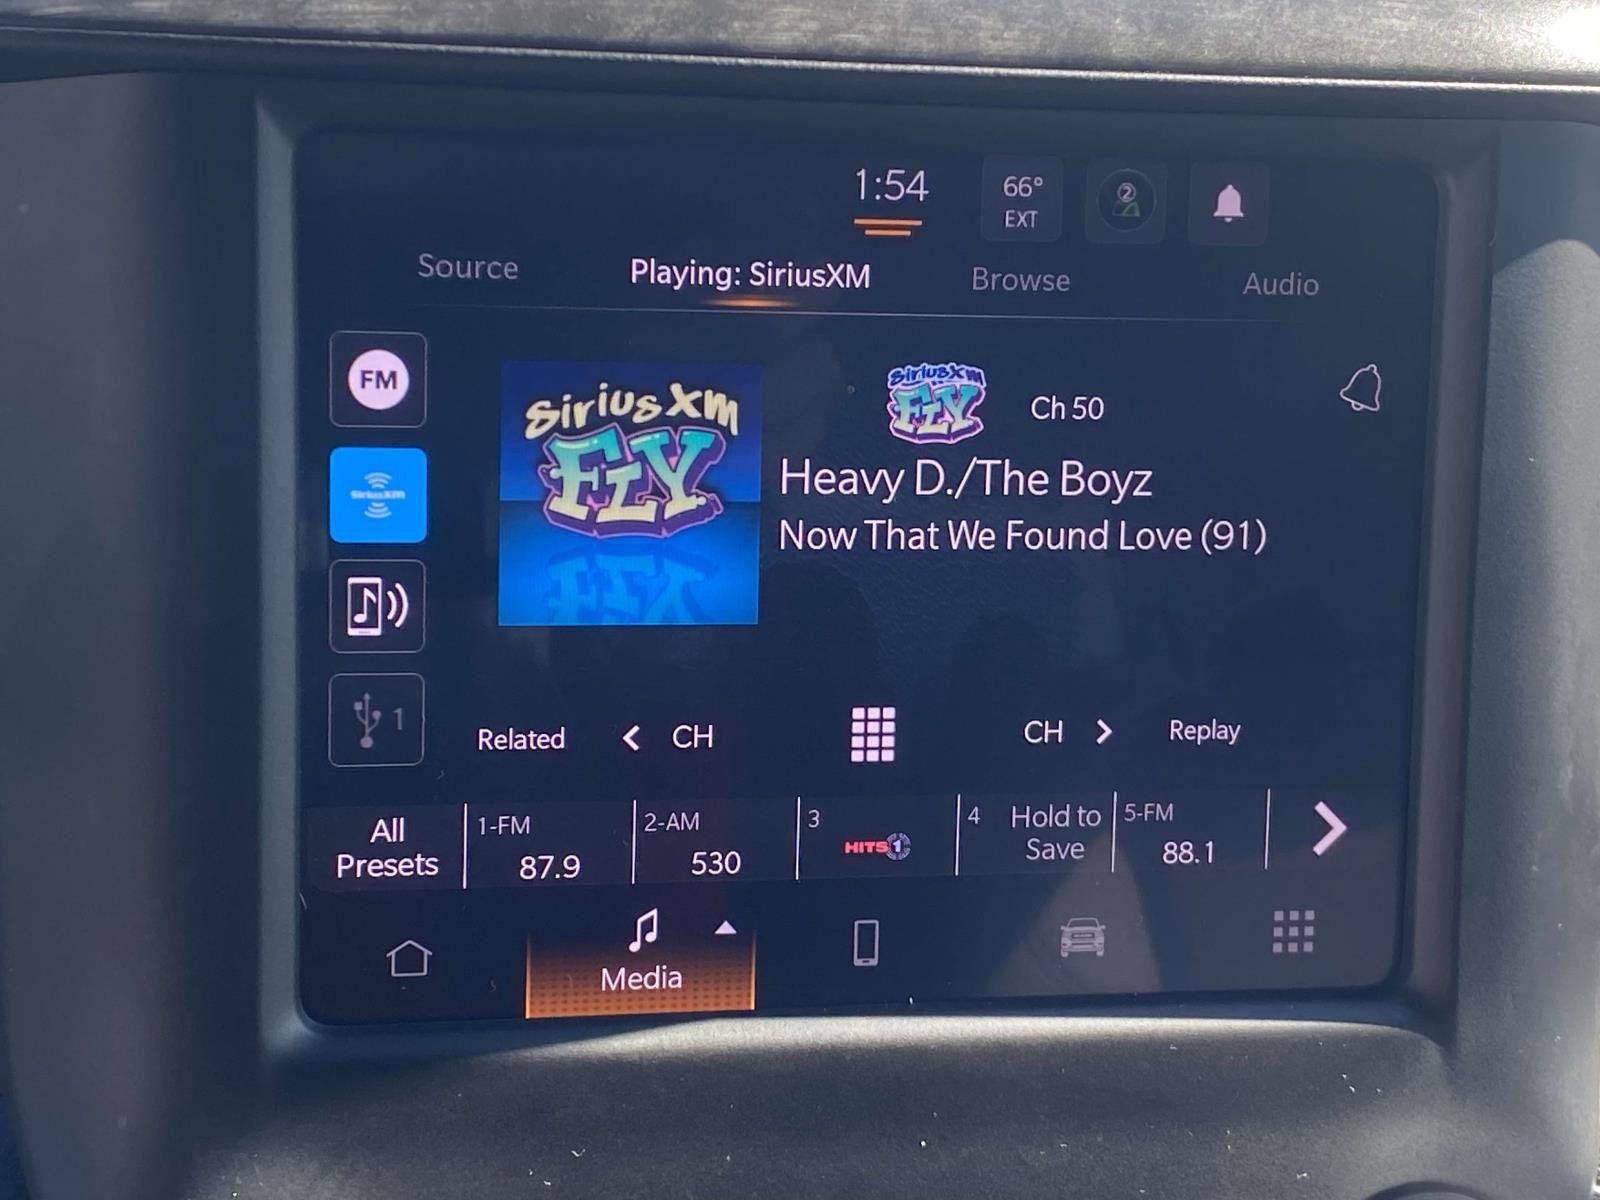 1:54
66°
EXT
2
Source
Playing: SiriusXM
Browse
Audio
FM
SiriusXM
SiriusXM
FLY
SiriusXM
FLY
Ch 50
Heavy D./The Boyz
Now That We Found Love (91)
1
Related
CH
CH
Replay
All
Presets
1-FM
87.9
2-AM
530
3
HITS 1
4
Hold to
Save
5-FM
88.1
Media